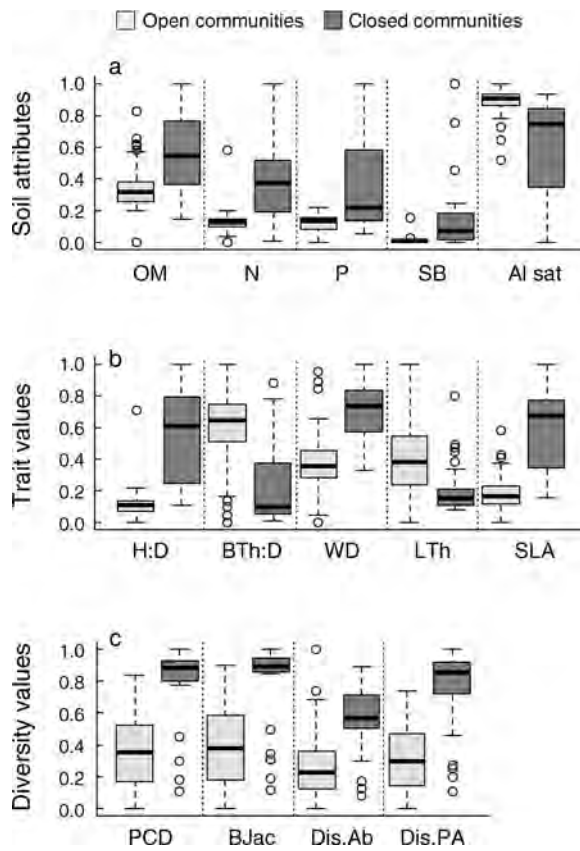 Open communities Closed communities
a
Soil attributes
1.0
0.8
0.6
0.4
0.2
0.0
OM N P SB Al sat
b
Trait values
1.0
0.8
0.6
0.4
0.2
0.0
H:D BTh:D WD LTh SLA
c
Diversity values
1.0
0.8
0.6
0.4
0.2
0.0
PCD BJac Dis.Ab Dis.PA